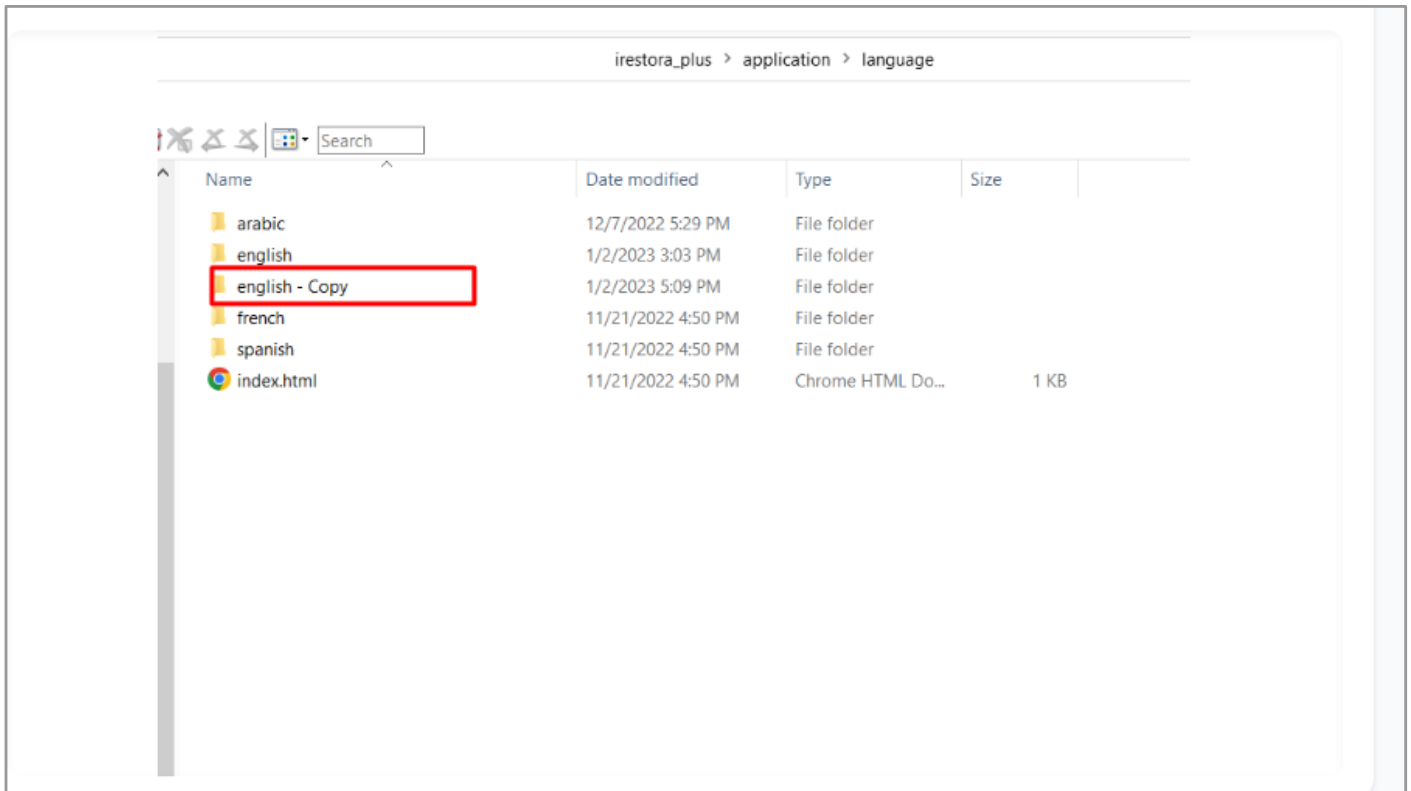 irestora_plus > application > language
Search
Name Date modified Type Size
arabic 12/7/2022 5:29 PM File folder
english 1/2/2023 3:03 PM File folder
english - Copy 1/2/2023 5:09 PM File folder
french 11/21/2022 4:50 PM File folder
spanish 11/21/2022 4:50 PM File folder
index.html 11/21/2022 4:50 PM Chrome HTML Do... 1 KB